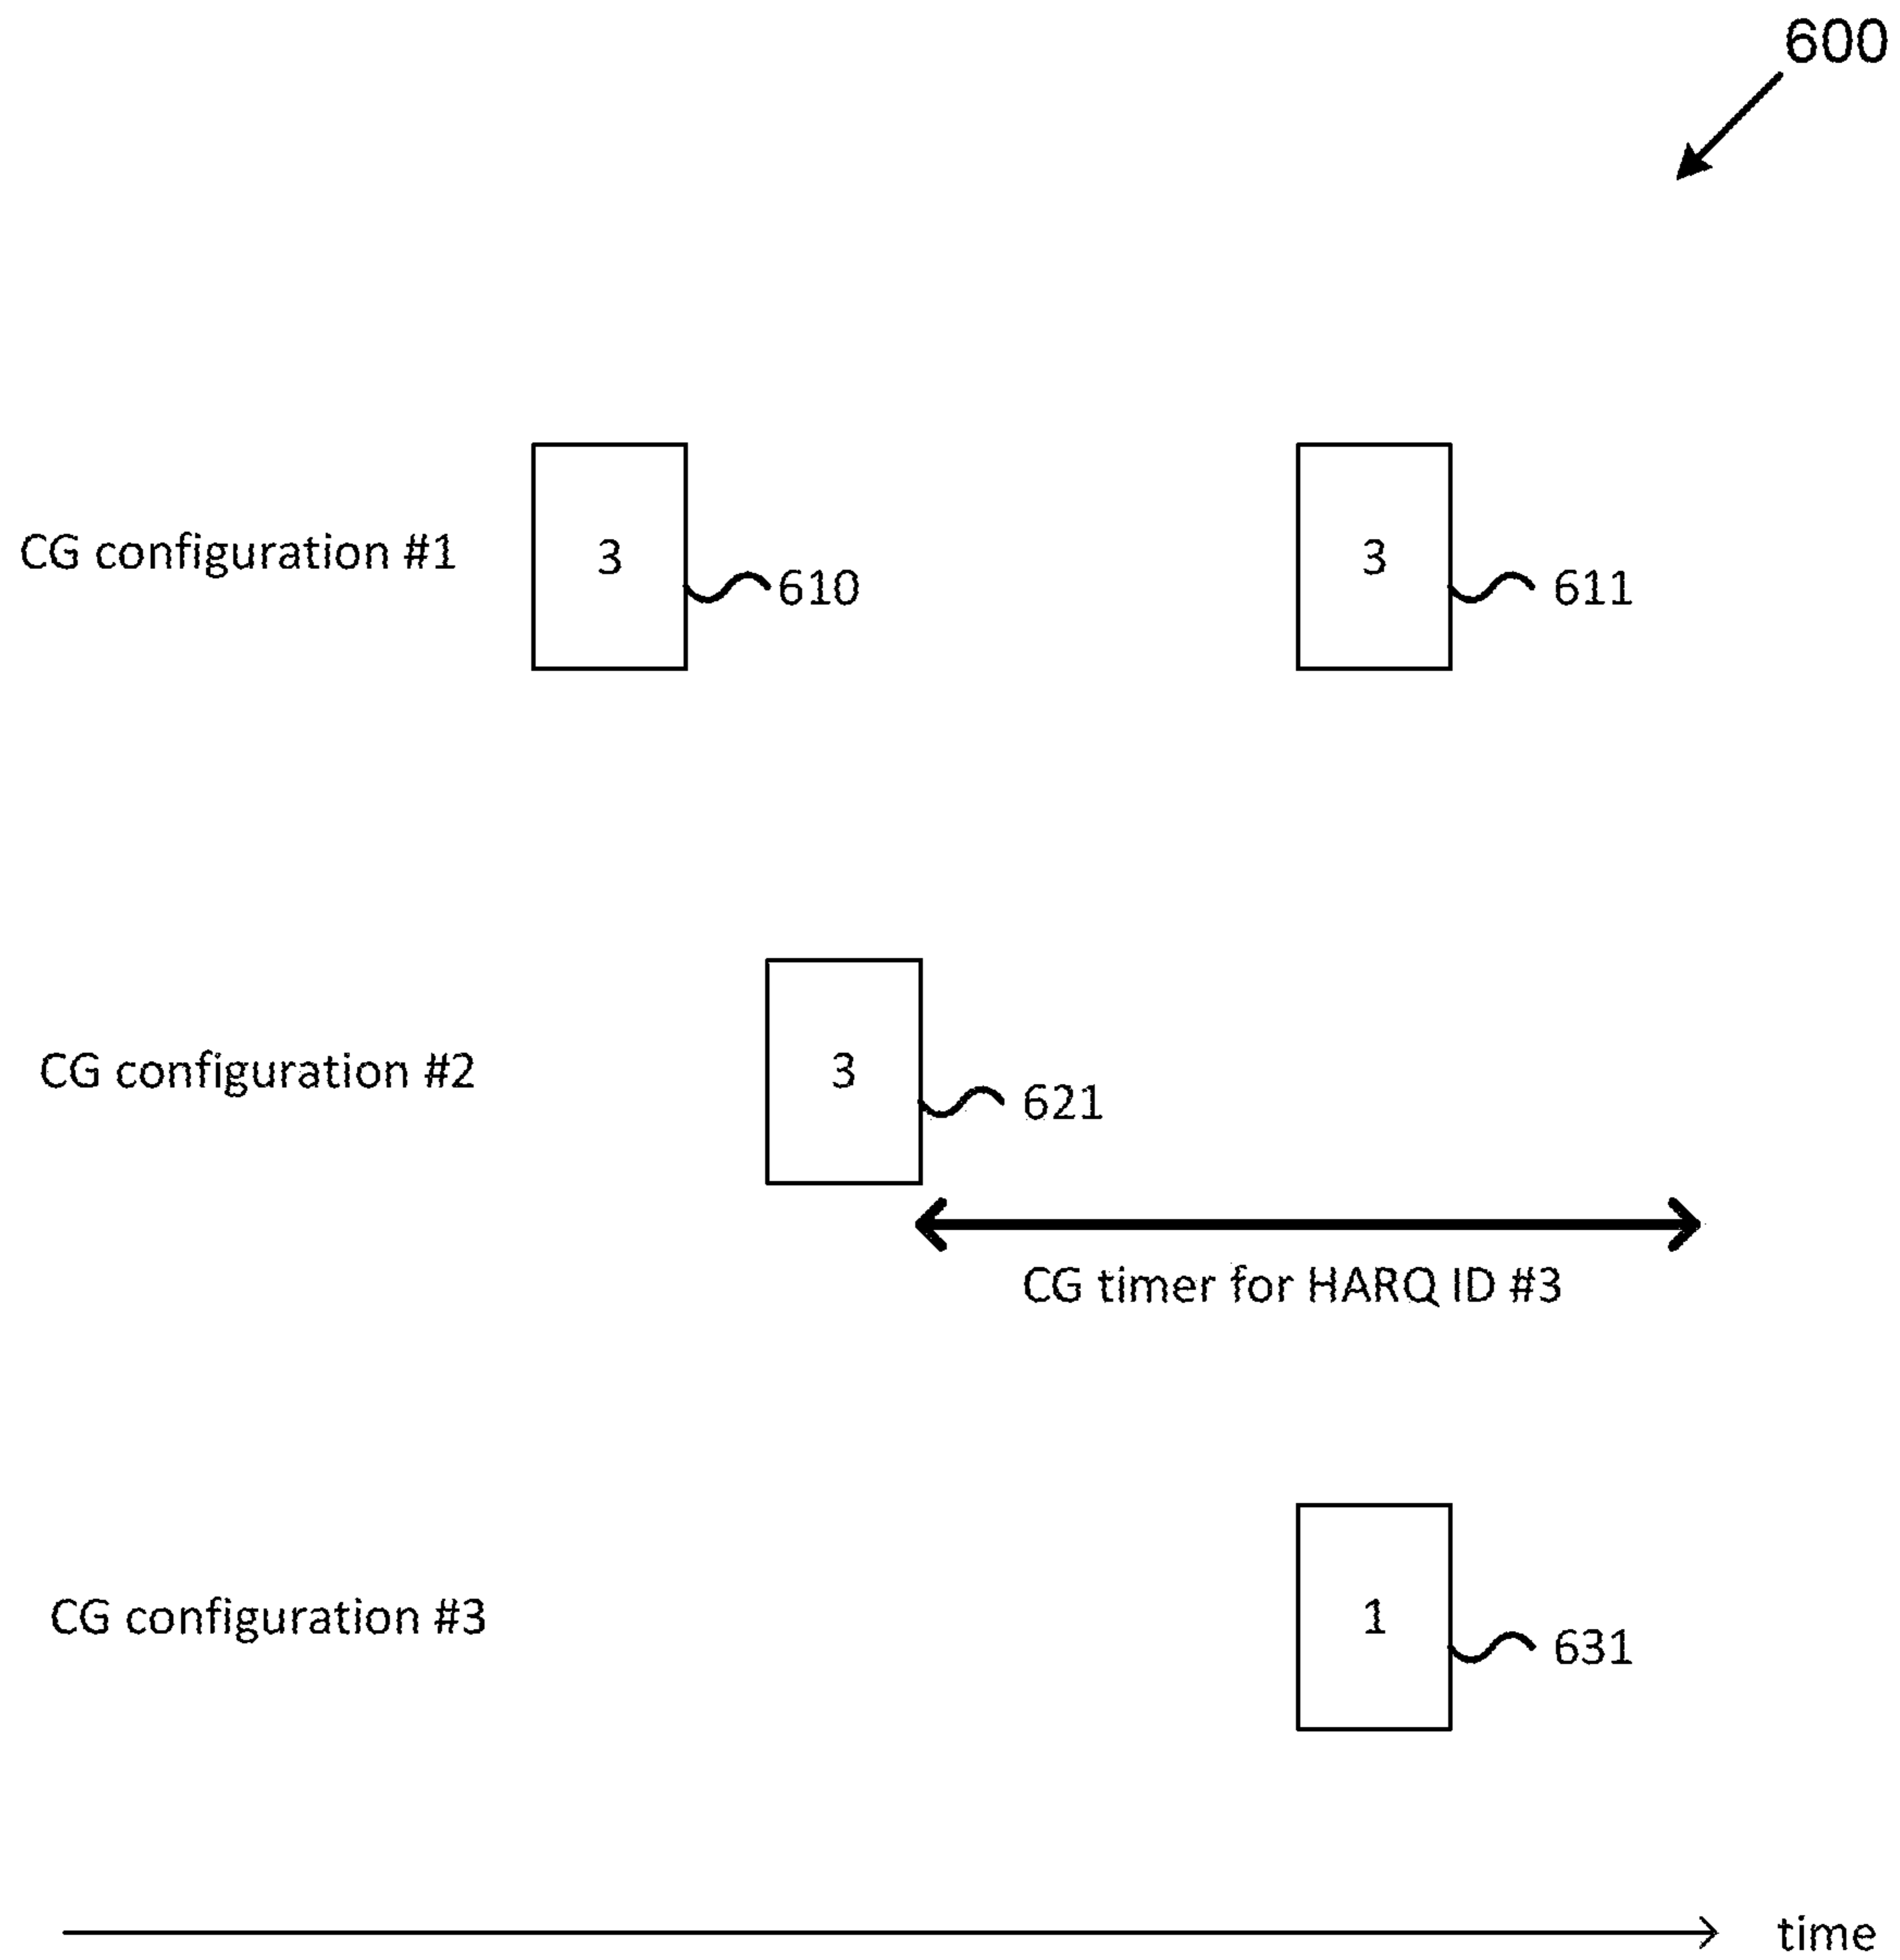 600
CG configuration #1
3
610
3
611
CG configuration #2
3
621
CG timer for HARQ ID #3
CG configuration #3
1
631
time